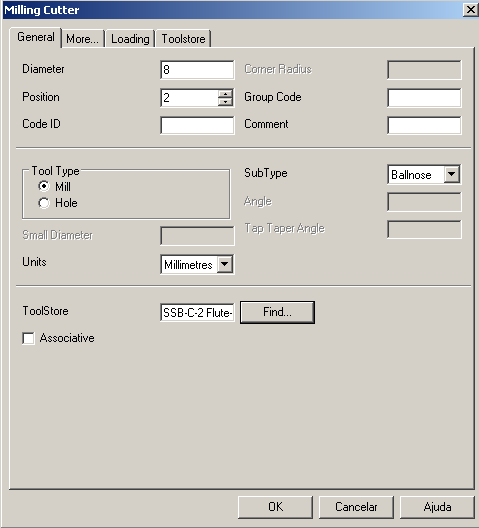 Milling Cutter
General More... Loading Toolstore
Diameter 8 Corner Radius
Position 2 Group Code
Code ID Comment
Tool Type SubType Ballnose
Mill
Hole Angle
Small Diameter Tap Taper Angle
Units Millimetres
ToolStore SSB-C-2 Flute- Find...
Associative
OK Cancelar Ajuda